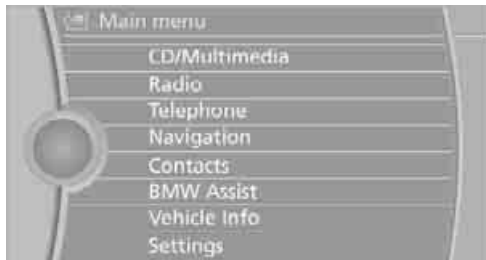 Main menu
CD/Multimedia
Radio
Telephone
Navigation
Contacts
BMW Assist
Vehicle Info
Settings